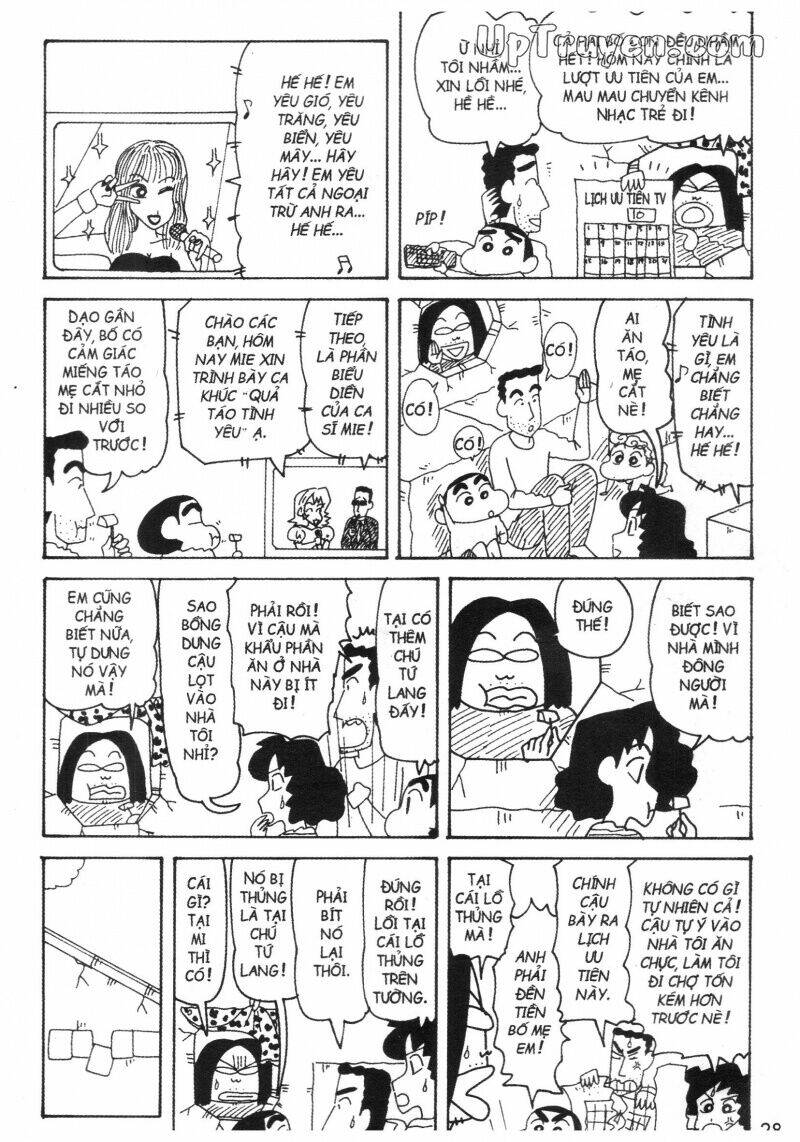 UpTruyen.com
CẢ HAI BỐ CON ĐỀU NHẦM
HẾT! HÔM NAY CHÍNH LÀ
LƯỢT ƯU TIÊN CỦA EM...
MAU MAU CHUYỂN KÊNH
NHẠC TRẺ ĐI!
Ừ NHỈ
TÔI NHẦM...
XIN LỖI NHÉ,
HỀ HỀ...
LỊCH ƯU TIÊN TV
10
PÍP!
HẾ HẾ! EM
YÊU GIÓ, YÊU
TRĂNG, YÊU
BIỂN, YÊU
MÂY... HÂY
HÂY! EM YÊU
TẤT CẢ NGOẠI
TRỪ ANH RA...
HẾ HẾ...
TÌNH
YÊU LÀ
GÌ, EM
CHẲNG
BIẾT
CHẲNG
HAY...
HẾ HẾ!
AI
ĂN
TÁO,
MẸ
CẮT
NÈ!
CÓ!
CÓ!
CÓ!
TIẾP
THEO,
LÀ PHẦN
BIỂU
DIỄN
CỦA CA
SĨ MIE!
CHÀO CÁC
BẠN, HÔM
NAY MIE XIN
TRÌNH BÀY CA
KHÚC "QUẢ
TÁO TÌNH
YÊU" Ạ.
DẠO GẦN
ĐÂY, BỐ CÓ
CẢM GIÁC
MIẾNG TÁO
MẸ CẮT NHỎ
ĐI NHIỀU SO
VỚI
TRƯỚC!
BIẾT SAO
ĐƯỢC! VÌ
NHÀ MÌNH
ĐÔNG
NGƯỜI
MÀ!
ĐÚNG
THẾ!
TẠI CÓ
THÊM
CHÚ
TỨ
LANG
ĐẤY!
PHẢI RỒI!
VÌ CẬU MÀ
KHẨU PHẦN
ĂN Ở NHÀ
NÀY BỊ ÍT
ĐI!
SAO
BỖNG
DƯNG
CẬU
LỌT
VÀO
NHÀ
TÔI
NHỈ?
EM CŨNG
CHẲNG
BIẾT NỮA,
TỰ DƯNG
NÓ VẬY
MÀ!
KHÔNG CÓ GÌ
TỰ NHIÊN CẢ!
CẬU TỰ Ý VÀO
NHÀ TÔI ĂN
CHỰC, LÀM TÔI
ĐI CHỢ TỐN
KÉM HƠN
TRƯỚC NÈ!
CHÍNH
CẬU
BÀY RA
LỊCH
ƯU
TIÊN
NÀY.
ANH
PHẢI
ĐỀN
TIỀN
BỐ MẸ
EM!
TẠI
CÁI LỖ
THỦNG
MÀ!
ĐÚNG
RỒI!
LỖI TẠI
CÁI LỖ
THỦNG
TRÊN
TƯỜNG.
PHẢI
BÍT
NÓ
LẠI
THÔI.
NÓ BỊ
THỦNG
LÀ TẠI
CHÚ
TỨ
LANG!
CÁI
GÌ?
TẠI
MI
THÌ
CÓ!